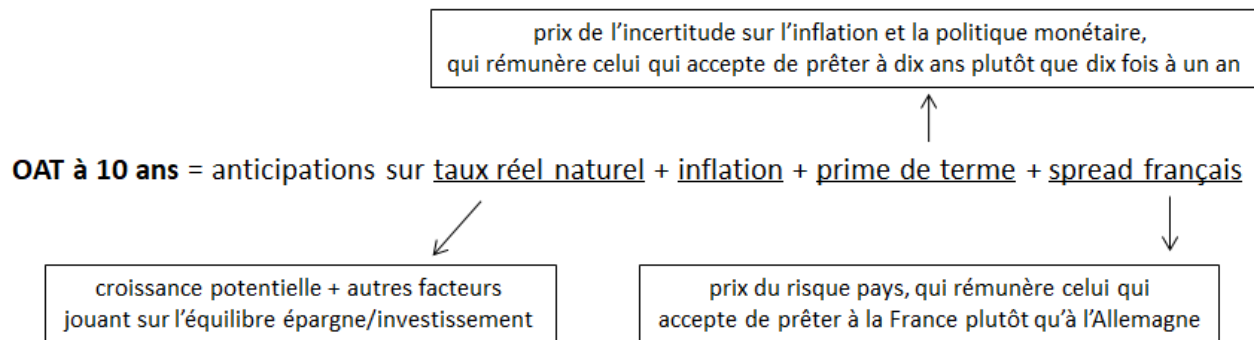 prix de l'incertitude sur l'inflation et la politique monétaire,
qui rémunère celui qui accepte de prêter à dix ans plutôt que dix fois à un an
OAT à 10 ans = anticipations sur taux réel naturel + inflation + prime de terme + spread français
croissance potentielle + autres facteurs
jouant sur l'équilibre épargne/investissement
prix du risque pays, qui rémunère celui qui
accepte de prêter à la France plutôt qu'à l'Allemagne